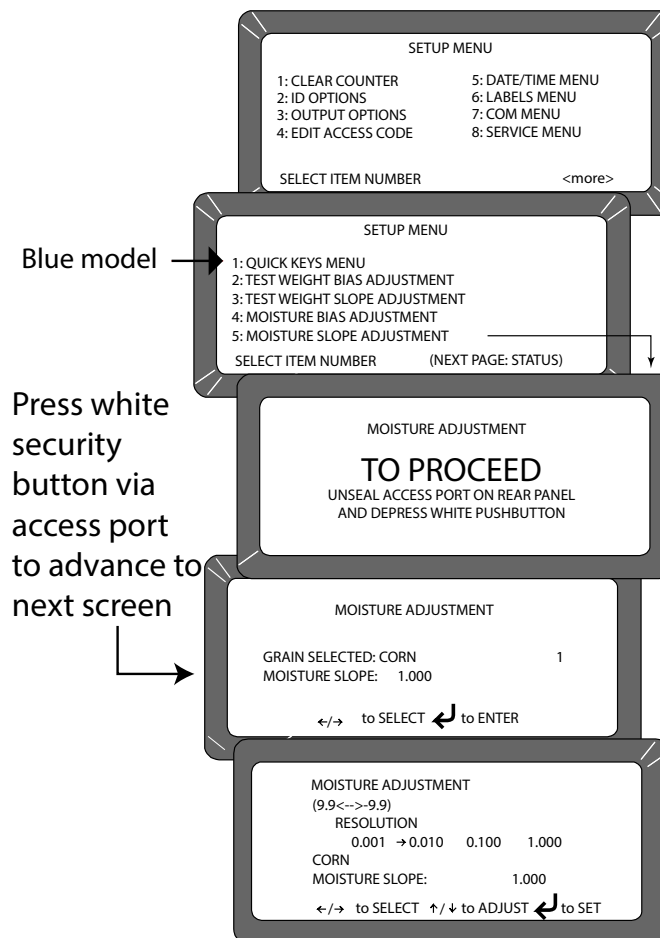 SETUP MENU
1: CLEAR COUNTER 5: DATE/TIME MENU
2: ID OPTIONS 6: LABELS MENU
3: OUTPUT OPTIONS 7: COM MENU
4: EDIT ACCESS CODE 8: SERVICE MENU
SELECT ITEM NUMBER <more>
Blue model
SETUP MENU
1: QUICK KEYS MENU
2: TEST WEIGHT BIAS ADJUSTMENT
3: TEST WEIGHT SLOPE ADJUSTMENT
4: MOISTURE BIAS ADJUSTMENT
5: MOISTURE SLOPE ADJUSTMENT
SELECT ITEM NUMBER (NEXT PAGE: STATUS)
MOISTURE ADJUSTMENT
TO PROCEED
UNSEAL ACCESS PORT ON REAR PANEL
AND DEPRESS WHITE PUSHBUTTON
Press white
security
button via
access port
to advance to
next screen
MOISTURE ADJUSTMENT
GRAIN SELECTED: CORN 1
MOISTURE SLOPE: 1.000
←/→ to SELECT ↵ to ENTER
MOISTURE ADJUSTMENT
(9.9<-->-9.9)
RESOLUTION
0.001 →0.010 0.100 1.000
CORN
MOISTURE SLOPE: 1.000
←/→ to SELECT ↑/↓ to ADJUST ↵ to SET